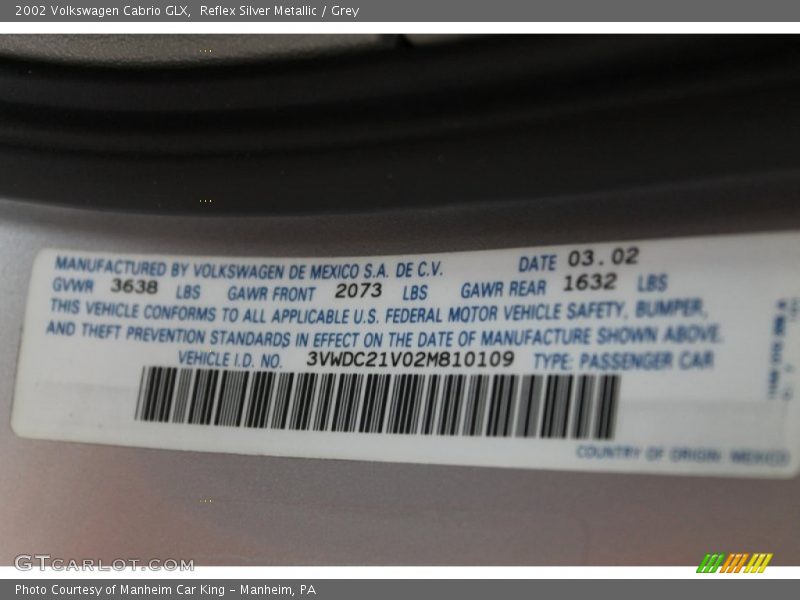 2002 Volkswagen Cabrio GLX, Reflex Silver Metallic / Grey
MANUFACTURED BY VOLKSWAGEN DE MEXICO S.A. DE C.V. DATE 03.02
GVWR 3638 LBS GAWR FRONT 2073 LBS GAWR REAR 1632 LBS
THIS VEHICLE CONFORMS TO ALL APPLICABLE U.S. FEDERAL MOTOR VEHICLE SAFETY, BUMPER,
AND THEFT PREVENTION STANDARDS IN EFFECT ON THE DATE OF MANUFACTURE SHOWN ABOVE.
VEHICLE I.D. NO. 3VWDC21V02M810109 TYPE: PASSENGER CAR
COUNTRY OF ORIGIN: MEXICO
GTCARLOT.COM
Photo Courtesy of Manheim Car King - Manheim, PA